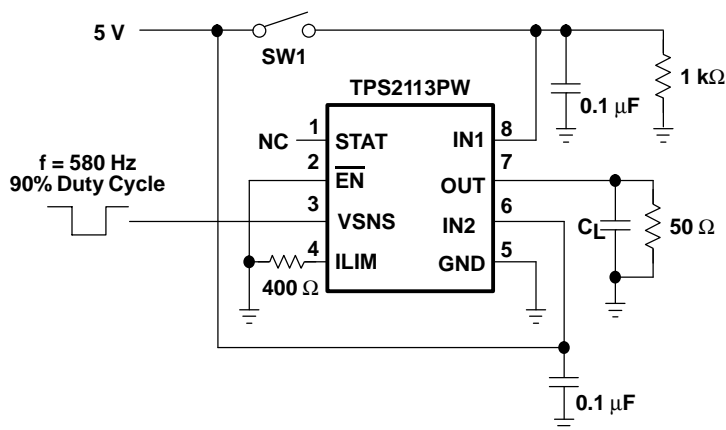 5 V
SW1
TPS2113PW
0.1 μF
1 kΩ
NC
1
STAT
IN1
8
f = 580 Hz
90% Duty Cycle
2
EN
OUT
7
3
VSNS
IN2
6
CL
50 Ω
4
ILIM
GND
5
400 Ω
0.1 μF